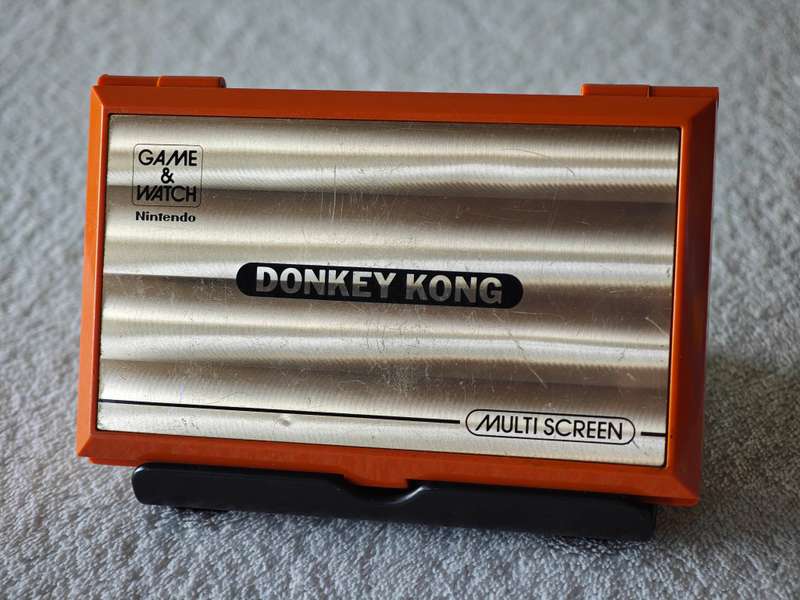 GAME
&
WATCH
Nintendo
DONKEY KONG
MULTI SCREEN